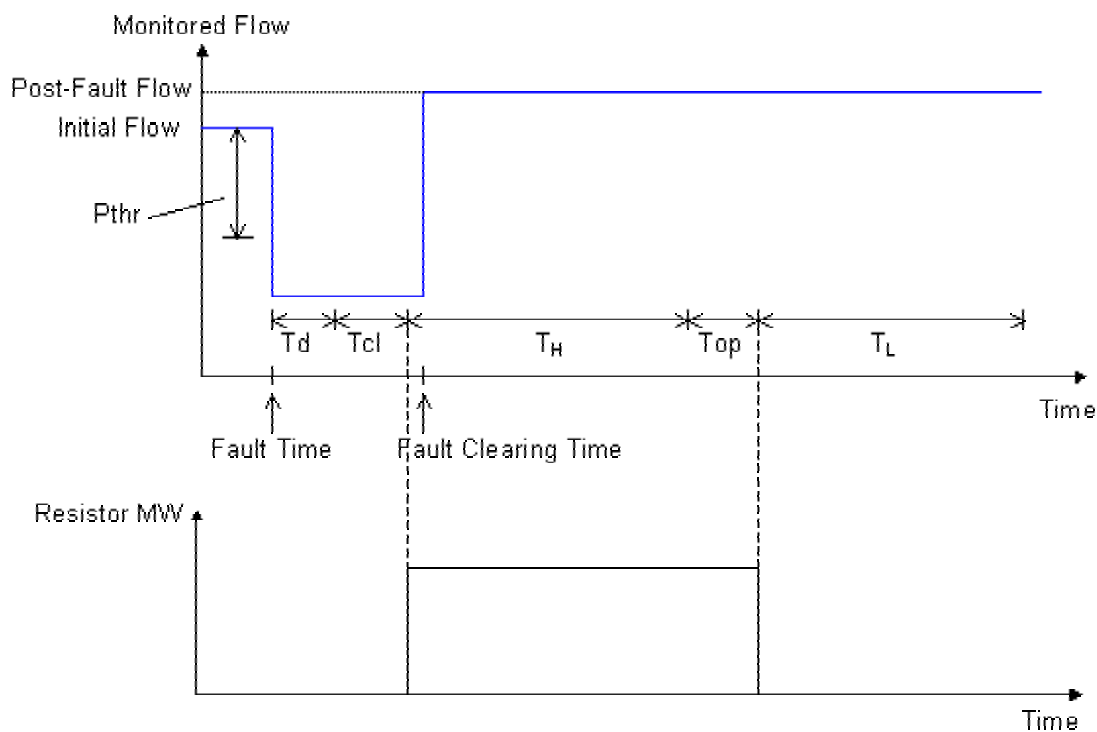 Monitored Flow
Post-Fault Flow
Initial Flow
Pthr
Td
Tcl
TH
Top
TL
Time
Fault Time
Fault Clearing Time
Resistor MW
Time